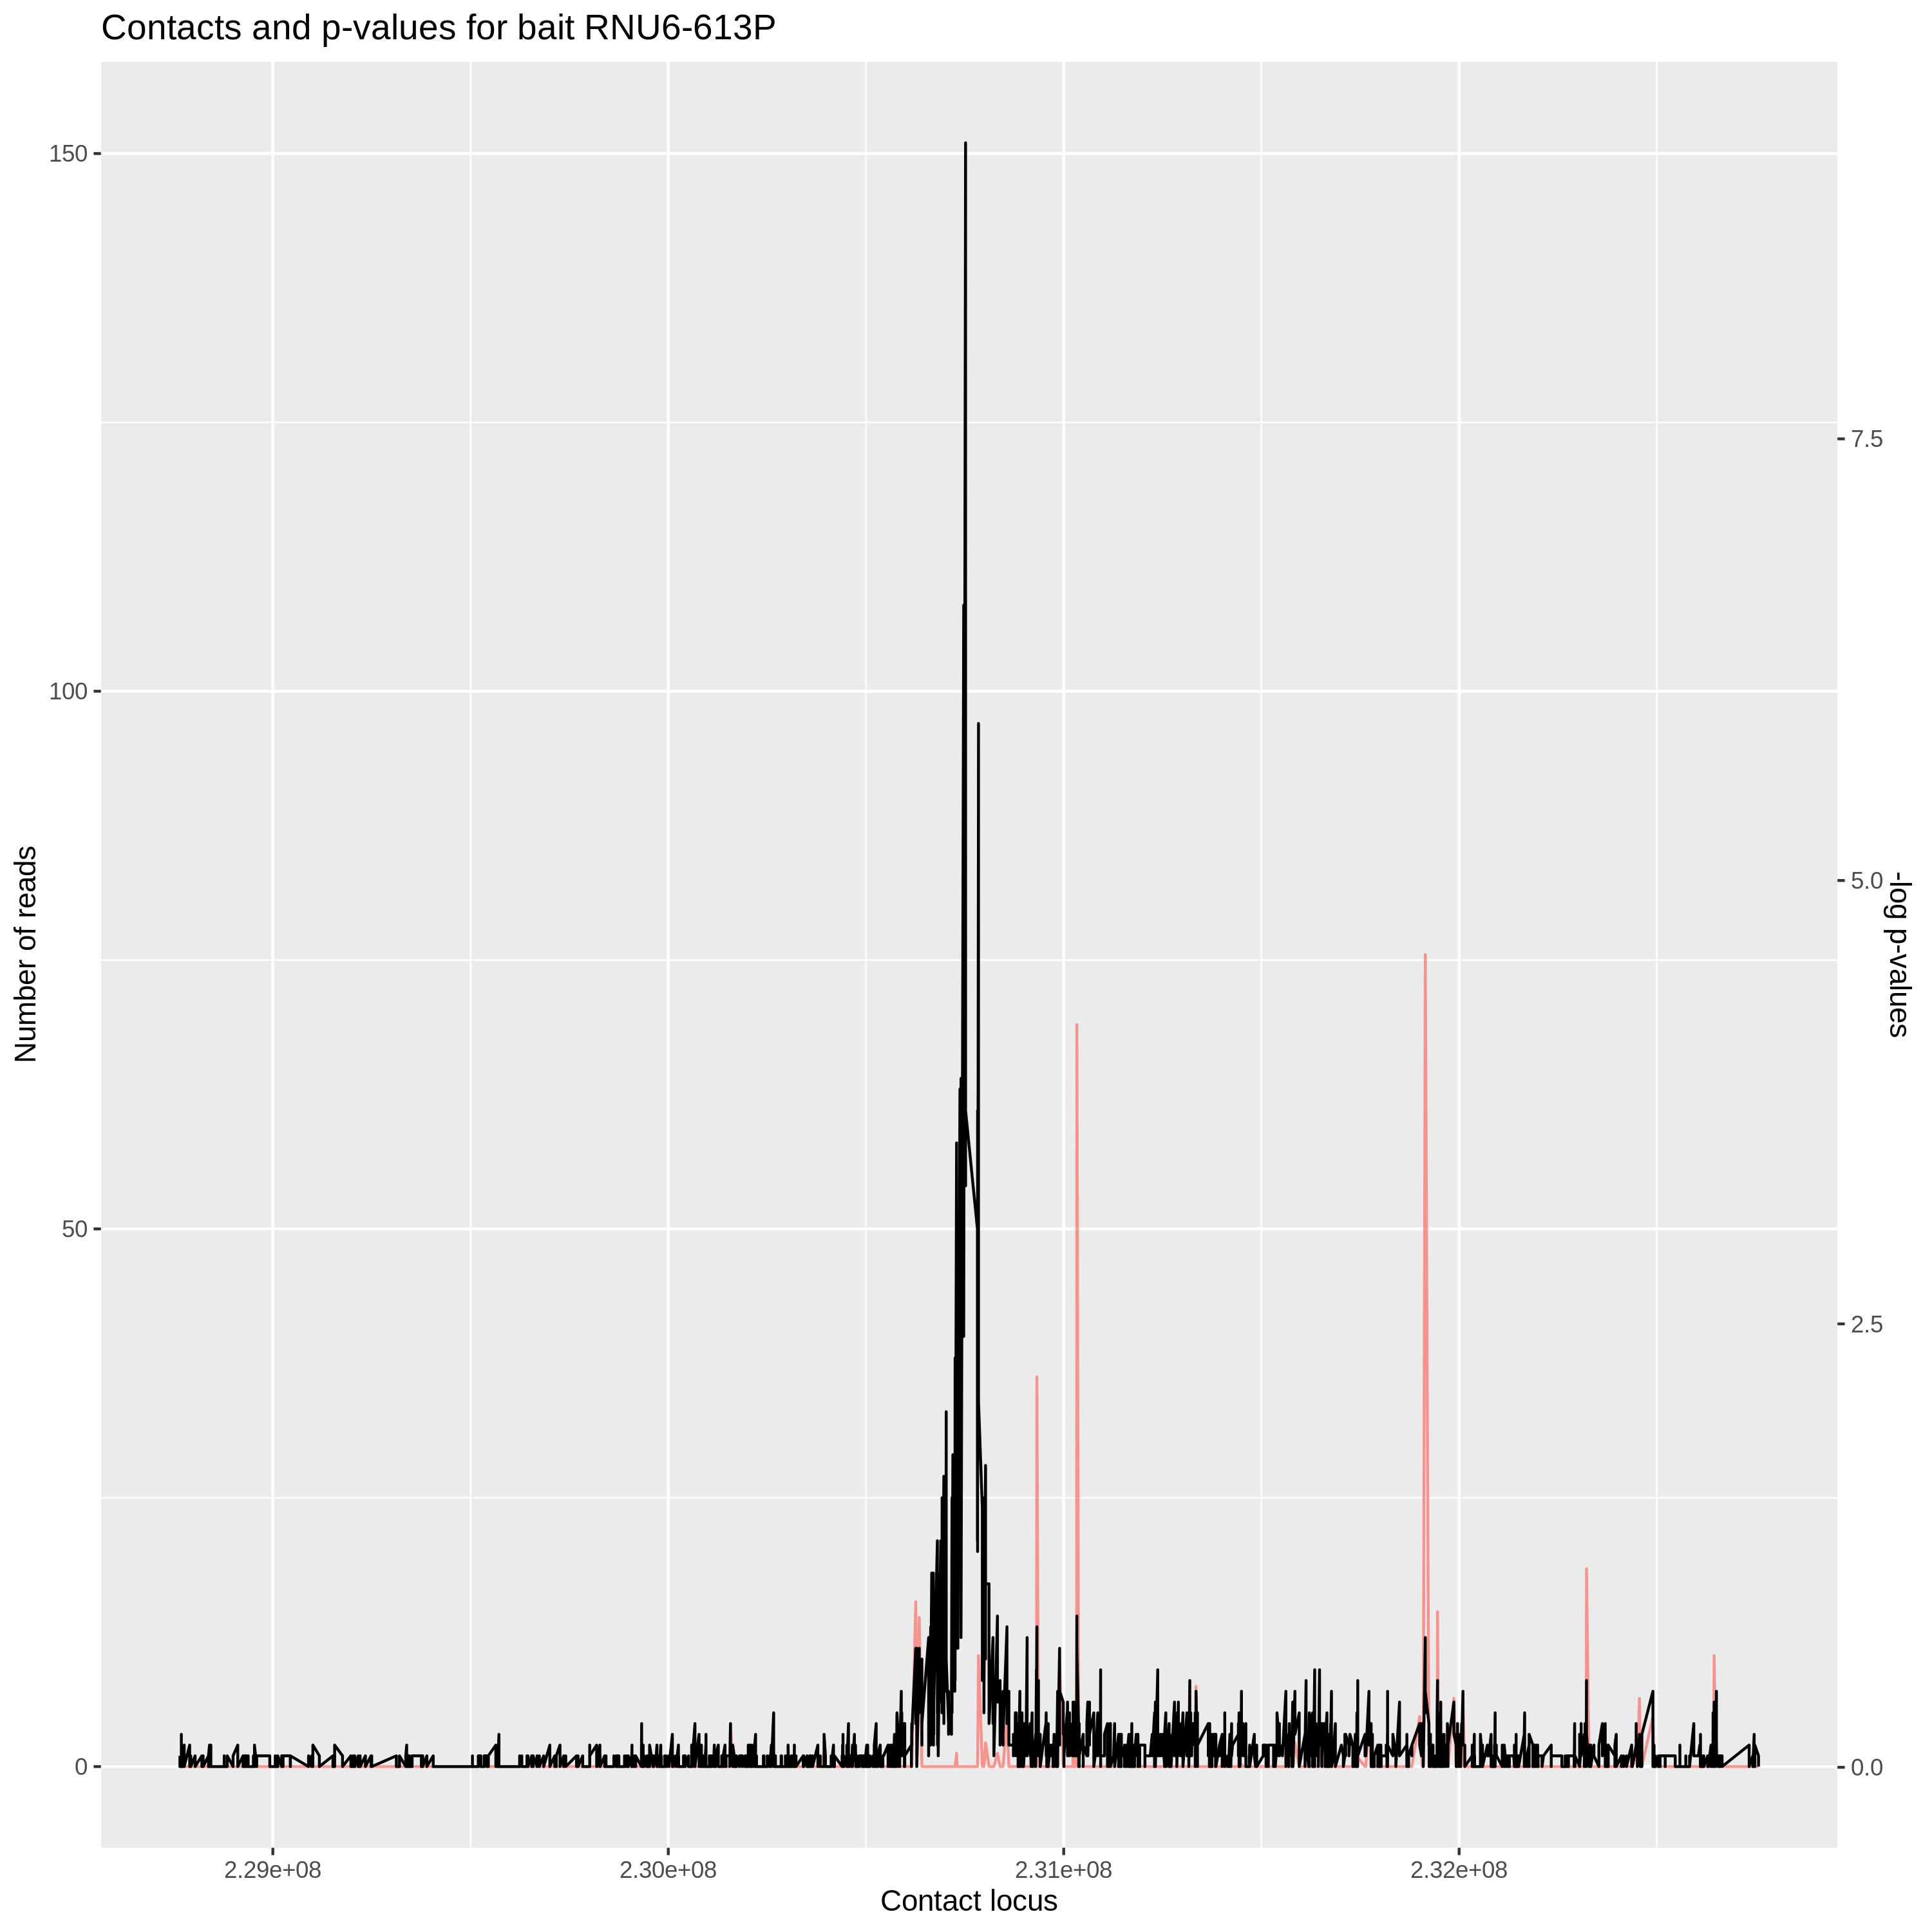 Contacts and p-values for bait RNU6-613P
150
100
50
0
Number of reads
7.5
5.0
2.5
0.0
-log p-values
2.29e+08
2.30e+08
2.31e+08
2.32e+08
Contact locus